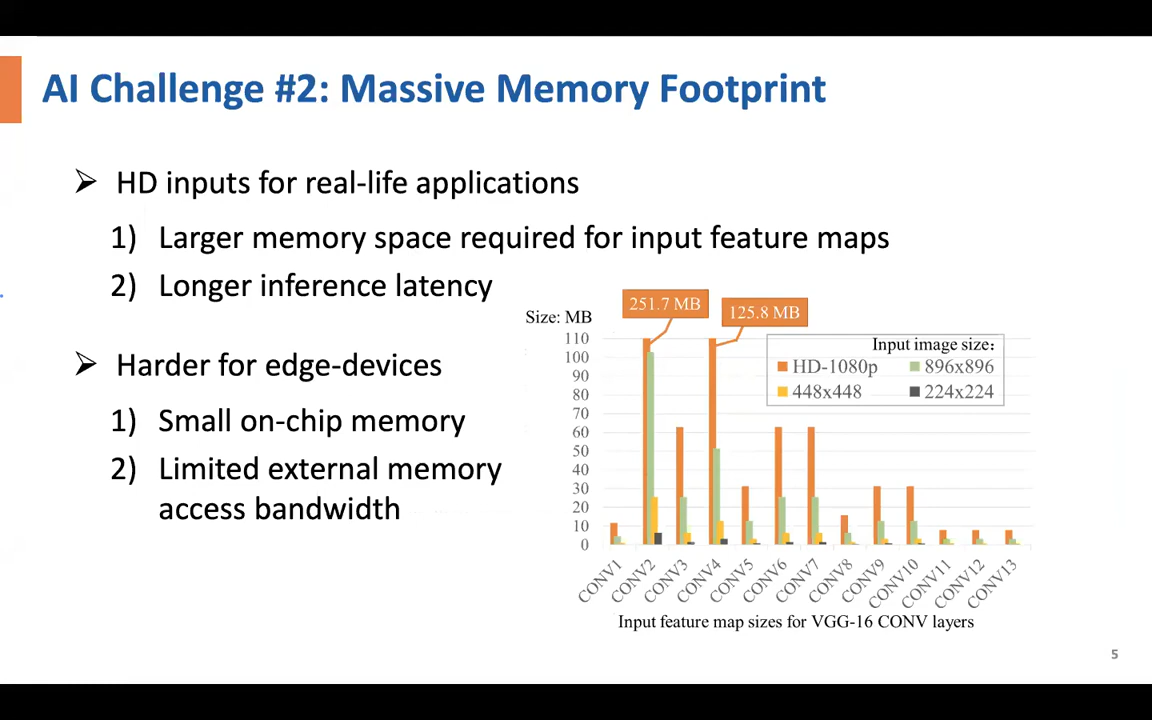 AI Challenge #2: Massive Memory Footprint
➢ HD inputs for real-life applications
1) Larger memory space required for input feature maps
2) Longer inference latency
➢ Harder for edge-devices
1) Small on-chip memory
2) Limited external memory
access bandwidth
Size: MB
251.7 MB
125.8 MB
Input image size:
HD-1080p 896x896
448x448 224x224
110
100
90
80
70
60
50
40
30
20
10
0
CONV1
CONV2
CONV3
CONV4
CONV5
CONV6
CONV7
CONV8
CONV9
CONV10
CONV11
CONV12
CONV13
Input feature map sizes for VGG-16 CONV layers
5